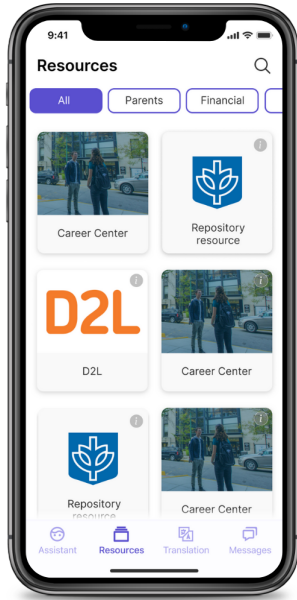 9:41
Resources
All
Parents
Financial
Career Center
Repository
resource
D2L
D2L
Career Center
Repository
resource
Career Center
Assistant
Resources
Translation
Messages